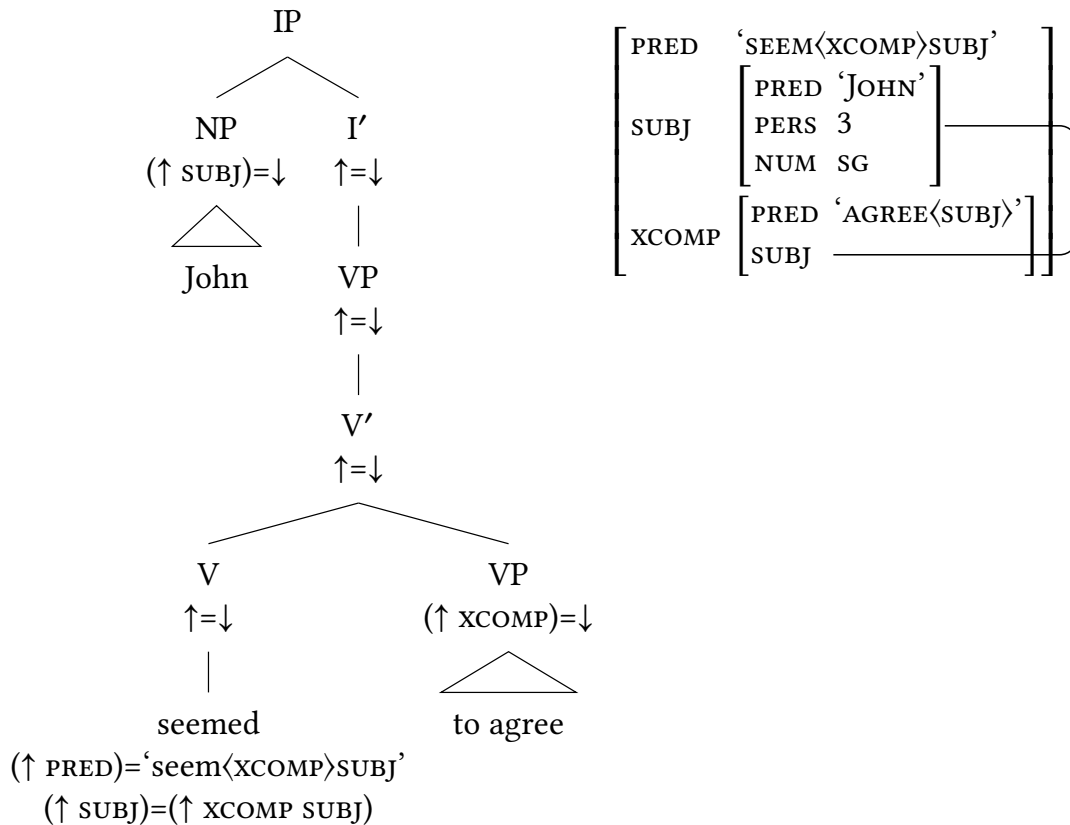 IP
NP I′
(↑ SUBJ)=↓ ↑=↓
John VP
↑=↓
V′
↑=↓
V VP
↑=↓ (↑ XCOMP)=↓
seemed to agree
(↑ PRED)=‘seem⟨XCOMP⟩SUBJ’
(↑ SUBJ)=(↑ XCOMP SUBJ)
PRED ‘SEEM⟨XCOMP⟩SUBJ’
PRED ‘JOHN’
SUBJ PERS 3
NUM SG
XCOMP PRED ‘AGREE⟨SUBJ⟩’
SUBJ